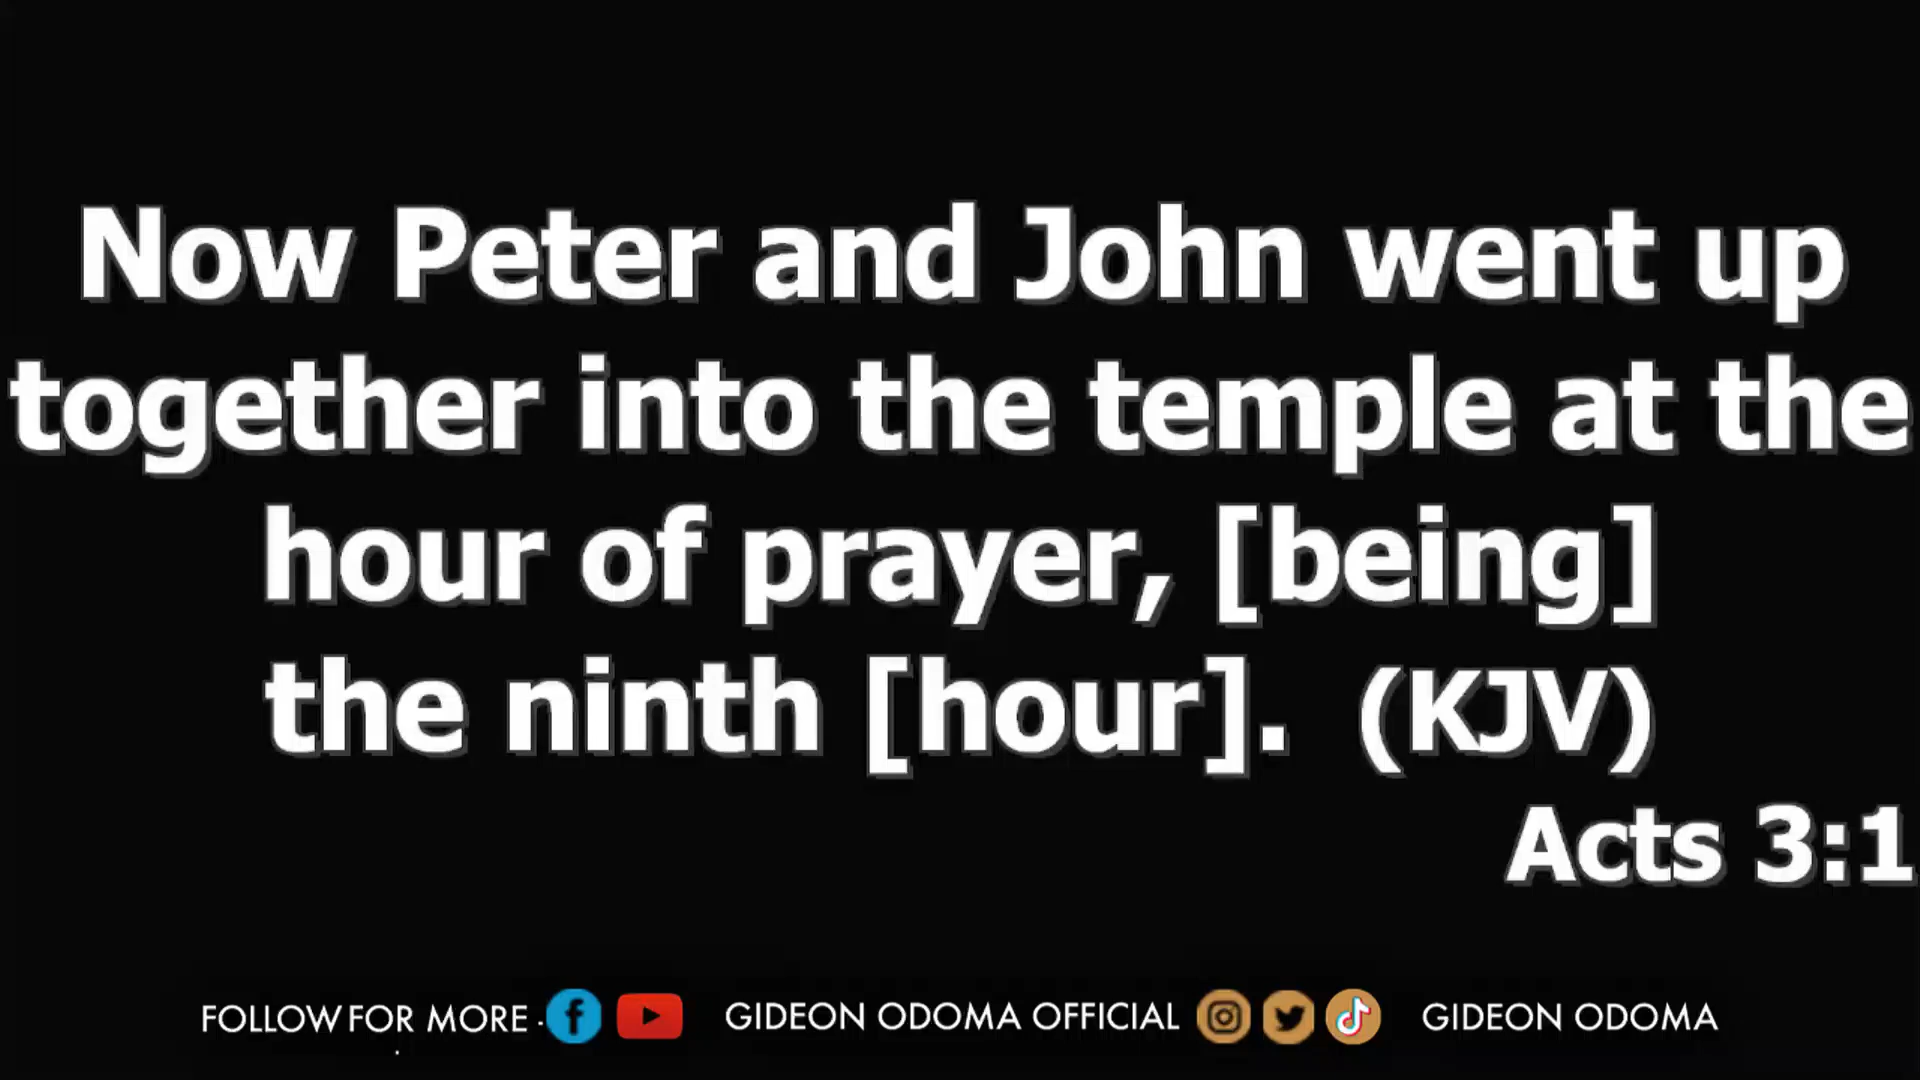 Now Peter and John went up
together into the temple at the
hour of prayer, [being]
the ninth [hour]. (KJV)
Acts 3:1
FOLLOW FOR MORE - GIDEON ODOMA OFFICIAL GIDEON ODOMA